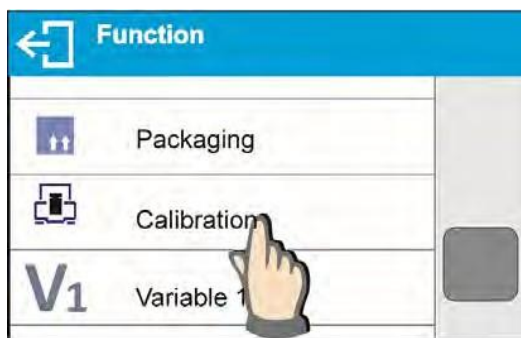 Function
Packaging
Calibration
V1 Variable 1